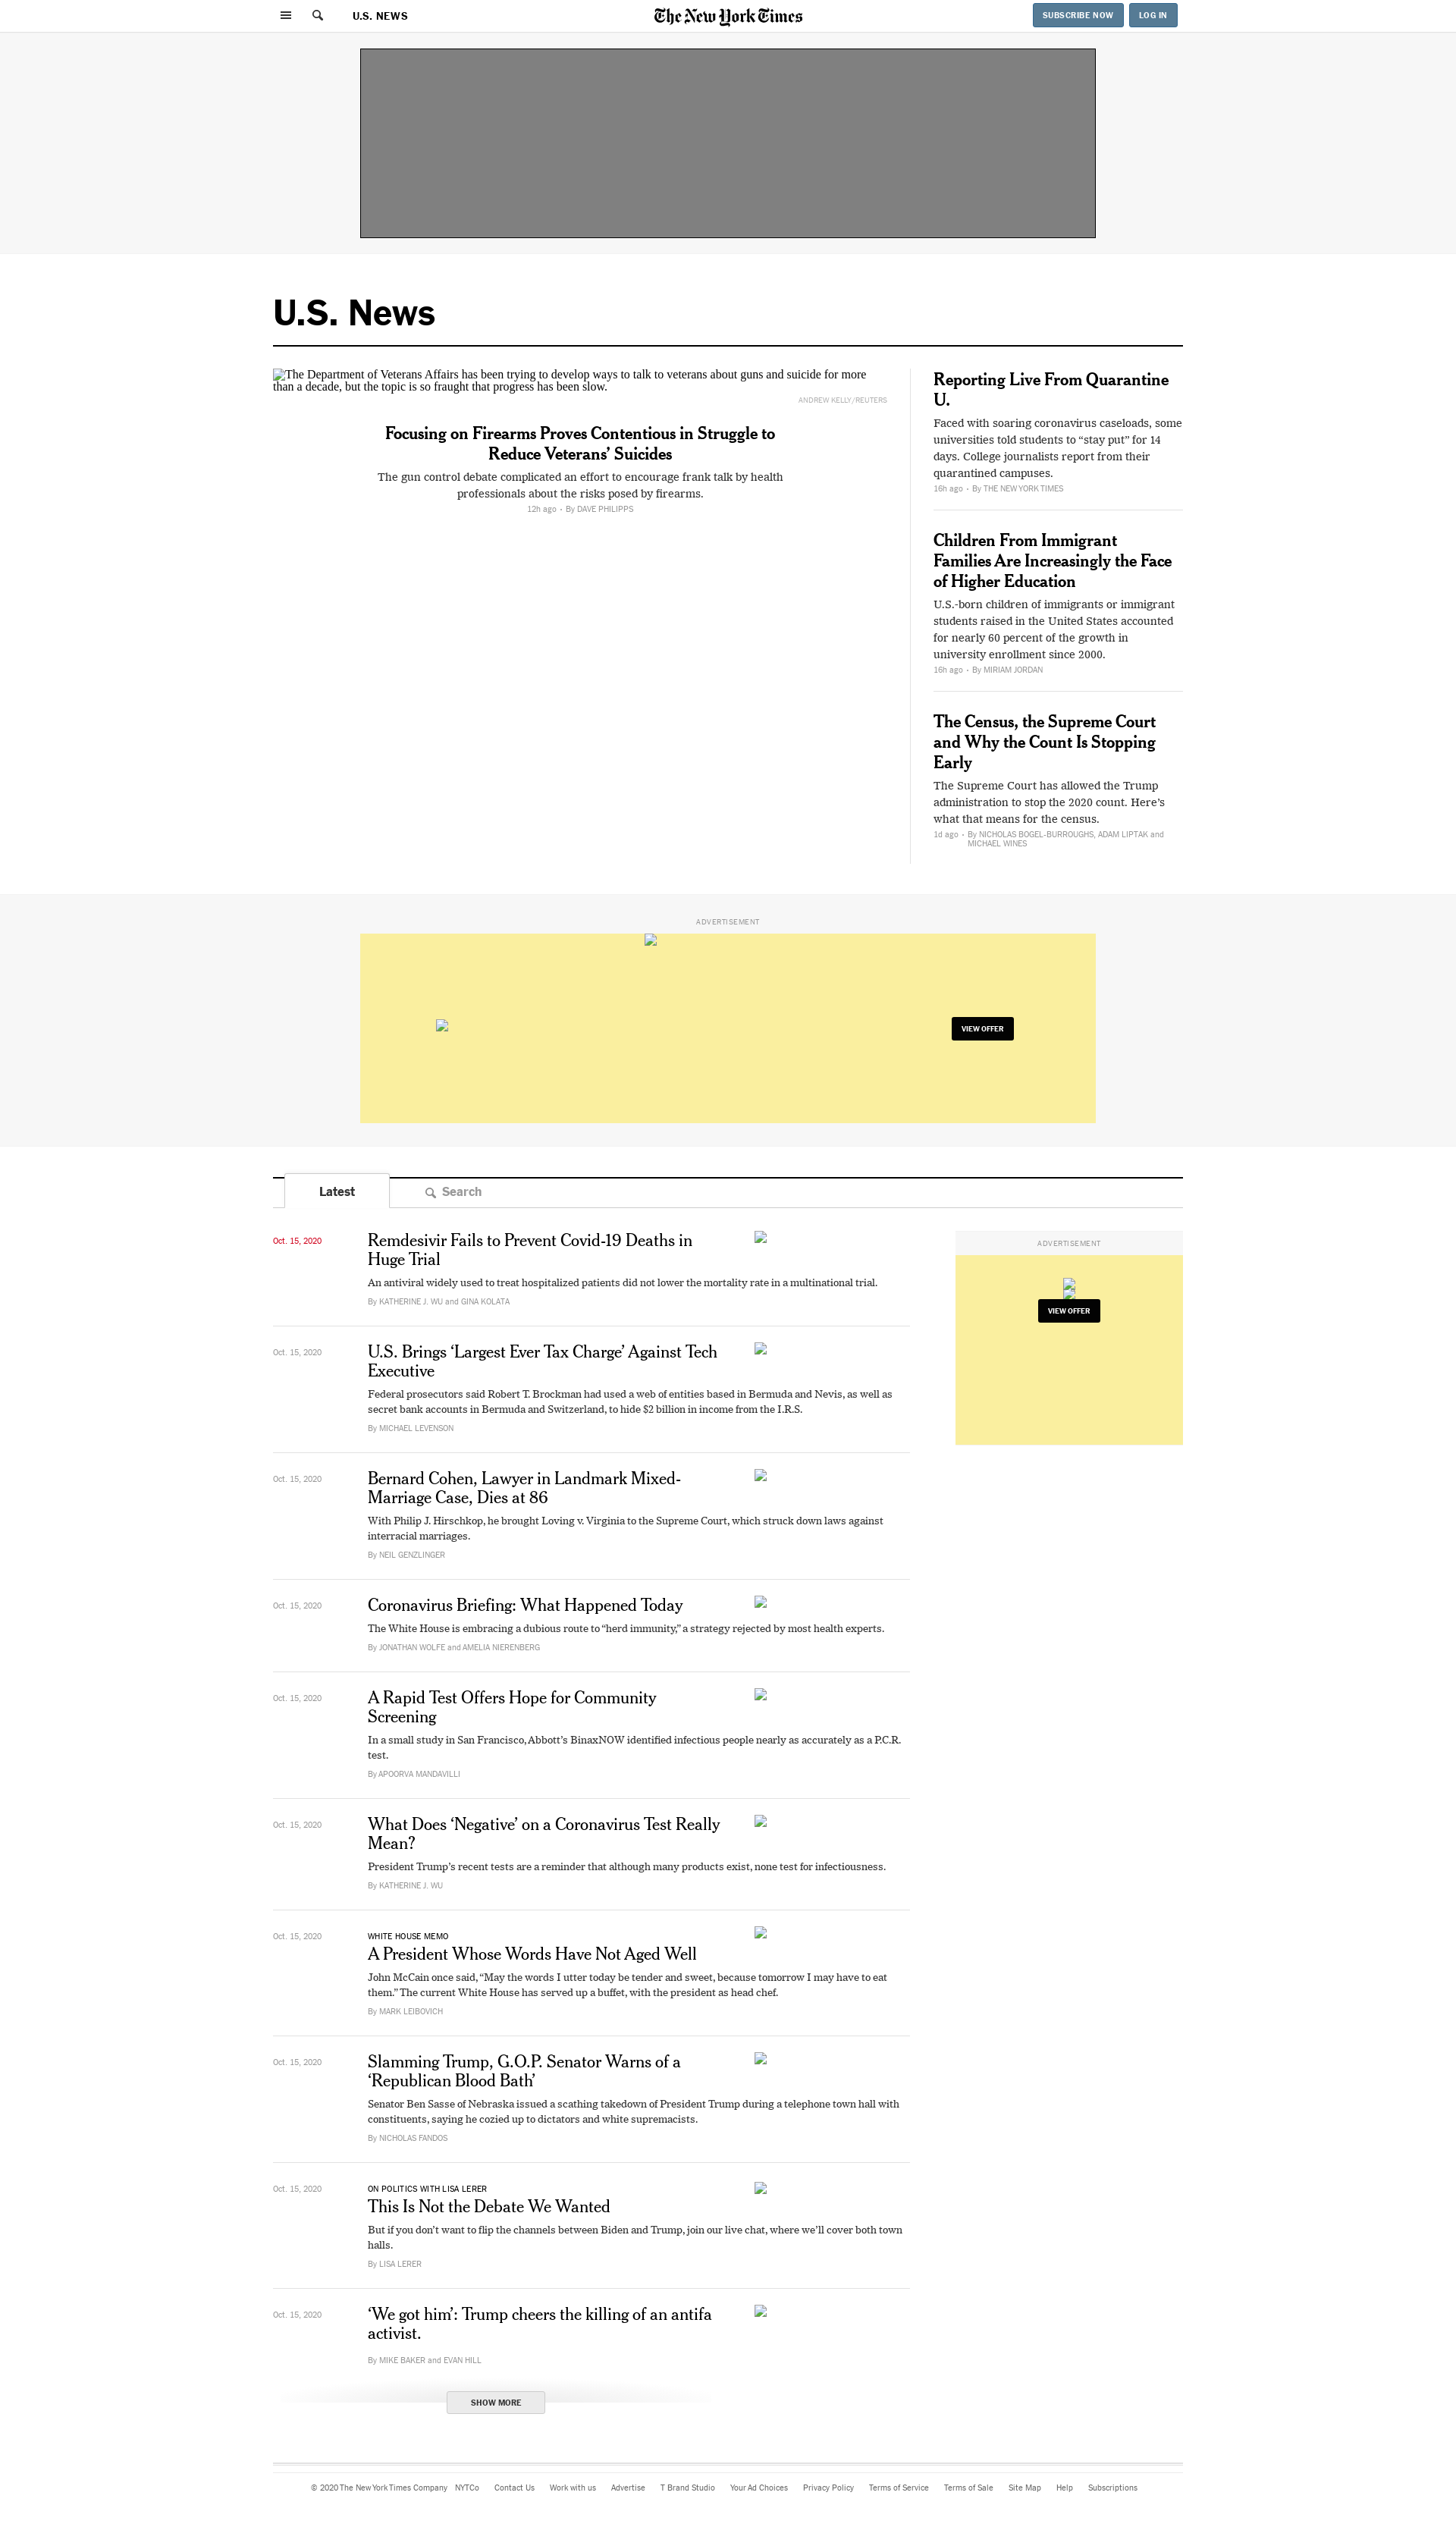 U.S. NEWS
The New York Times
SUBSCRIBE NOW
LOG IN
U.S. News
The Department of Veterans Affairs has been trying to develop ways to talk to veterans about guns and suicide for more
than a decade, but the topic is so fraught that progress has been slow.
ANDREW KELLY/REUTERS
Focusing on Firearms Proves Contentious in Struggle to
Reduce Veterans’ Suicides
The gun control debate complicated an effort to encourage frank talk by health
professionals about the risks posed by firearms.
12h ago • By DAVE PHILIPPS
Reporting Live From Quarantine
U.
Faced with soaring coronavirus caseloads, some
universities told students to “stay put” for 14
days. College journalists report from their
quarantined campuses.
16h ago • By THE NEW YORK TIMES
Children From Immigrant
Families Are Increasingly the Face
of Higher Education
U.S.-born children of immigrants or immigrant
students raised in the United States accounted
for nearly 60 percent of the growth in
university enrollment since 2000.
16h ago • By MIRIAM JORDAN
The Census, the Supreme Court
and Why the Count Is Stopping
Early
The Supreme Court has allowed the Trump
administration to stop the 2020 count. Here’s
what that means for the census.
1d ago • By NICHOLAS BOGEL-BURROUGHS, ADAM LIPTAK and
MICHAEL WINES
ADVERTISEMENT
VIEW OFFER
Latest
Search
Oct. 15, 2020
Remdesivir Fails to Prevent Covid-19 Deaths in
Huge Trial
An antiviral widely used to treat hospitalized patients did not lower the mortality rate in a multinational trial.
By KATHERINE J. WU and GINA KOLATA
ADVERTISEMENT
VIEW OFFER
Oct. 15, 2020
U.S. Brings ‘Largest Ever Tax Charge’ Against Tech
Executive
Federal prosecutors said Robert T. Brockman had used a web of entities based in Bermuda and Nevis, as well as
secret bank accounts in Bermuda and Switzerland, to hide $2 billion in income from the I.R.S.
By MICHAEL LEVENSON
Oct. 15, 2020
Bernard Cohen, Lawyer in Landmark Mixed-
Marriage Case, Dies at 86
With Philip J. Hirschkop, he brought Loving v. Virginia to the Supreme Court, which struck down laws against
interracial marriages.
By NEIL GENZLINGER
Oct. 15, 2020
Coronavirus Briefing: What Happened Today
The White House is embracing a dubious route to “herd immunity,” a strategy rejected by most health experts.
By JONATHAN WOLFE and AMELIA NIERENBERG
Oct. 15, 2020
A Rapid Test Offers Hope for Community
Screening
In a small study in San Francisco, Abbott’s BinaxNOW identified infectious people nearly as accurately as a P.C.R.
test.
By APOORVA MANDAVILLI
Oct. 15, 2020
What Does ‘Negative’ on a Coronavirus Test Really
Mean?
President Trump’s recent tests are a reminder that although many products exist, none test for infectiousness.
By KATHERINE J. WU
Oct. 15, 2020
WHITE HOUSE MEMO
A President Whose Words Have Not Aged Well
John McCain once said, “May the words I utter today be tender and sweet, because tomorrow I may have to eat
them.” The current White House has served up a buffet, with the president as head chef.
By MARK LEIBOVICH
Oct. 15, 2020
Slamming Trump, G.O.P. Senator Warns of a
‘Republican Blood Bath’
Senator Ben Sasse of Nebraska issued a scathing takedown of President Trump during a telephone town hall with
constituents, saying he cozied up to dictators and white supremacists.
By NICHOLAS FANDOS
Oct. 15, 2020
ON POLITICS WITH LISA LERER
This Is Not the Debate We Wanted
But if you don’t want to flip the channels between Biden and Trump, join our live chat, where we’ll cover both town
halls.
By LISA LERER
Oct. 15, 2020
‘We got him’: Trump cheers the killing of an antifa
activist.
By MIKE BAKER and EVAN HILL
SHOW MORE
© 2020 The New York Times Company NYTCo Contact Us Work with us Advertise T Brand Studio Your Ad Choices Privacy Policy Terms of Service Terms of Sale Site Map Help Subscriptions